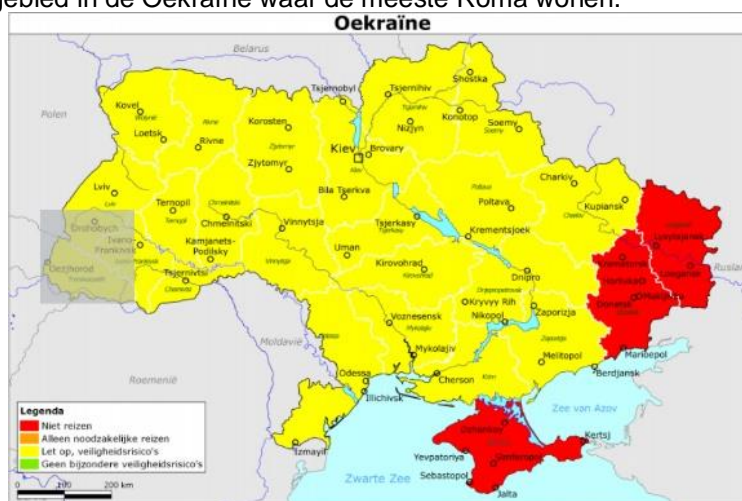 gebied in de Oekraïne waar de meeste Roma wonen.
Oekraïne
Belarus
Polen
Tsjernobyl
Tsjernihiv
Shostka
Kovel
Loetsk
Rivne
Korosten
Nizjyn
Konotop
Soemy
Kiev
Brovary
Zjytomyr
Lviv
Bila Tserkva
Charkiv
Kupiansk
Poltava
Drohobych
Ternopil
Chmelnitski
Vinnytsja
Tsjerkasy
Krementsjoek
Ivano-
Frankivsk
Kamjanets-
Podilsky
Uman
Kirovohrad
Dnipro
Oezjhorod
Tsjernivtsi
Kryvyy Rih
Nikopol
Zaporizja
Donetsk
Voznesensk
Moldavië
Mykolajiv
Melitopol
Marioepol
Berdjansk
Roemenië
Odessa
Illichivsk
Cherson
Zee van Azov
Izmayil
Yevpatoriya
Sebastopol
Kertsj
Jalta
Zwarte Zee
Legenda
Niet reizen
Alleen noodzakelijke reizen
Let op, veiligheidsrisico's
Geen bijzondere veiligheidsrisico's
0 100 200 km